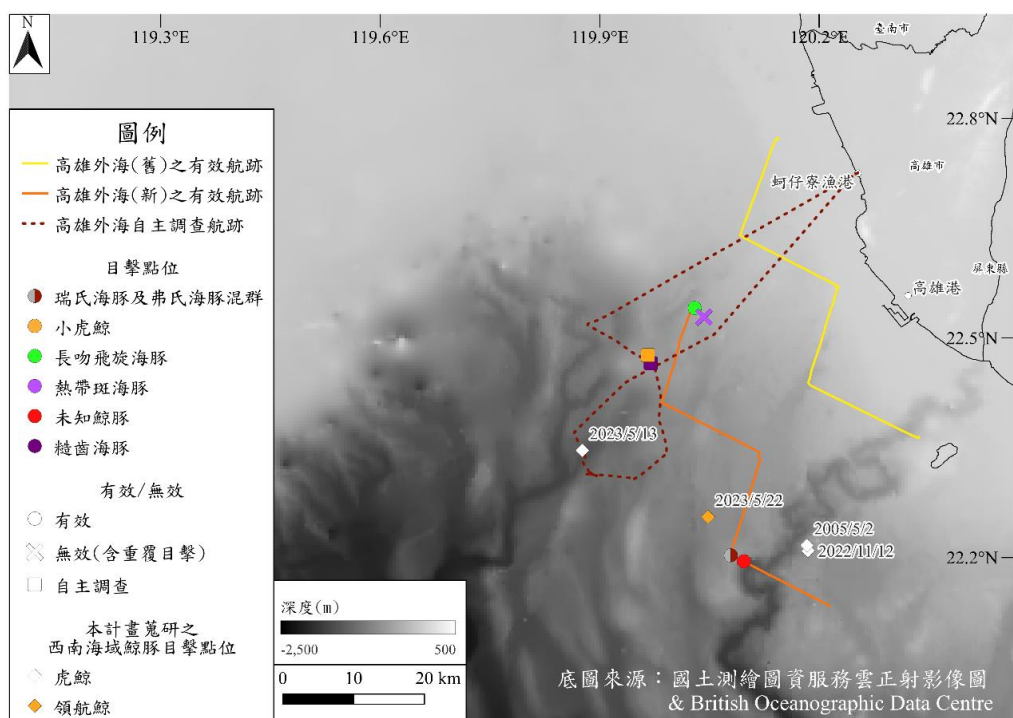 N
119.3°E
119.6°E
119.9°E
120.2°E
臺南市
22.8°N
高雄市
蚵仔寮漁港
屏東縣
高雄港
22.5°N
2023/5/13
2023/5/22
2005/5/2
2022/11/12
22.2°N
圖例
高雄外海(舊)之有效航跡
高雄外海(新)之有效航跡
高雄外海自主調查航跡
目擊點位
瑞氏海豚及弗氏海豚混群
小虎鯨
長吻飛旋海豚
熱帶斑海豚
未知鯨豚
糙齒海豚
有效/無效
有效
無效(含重覆目擊)
自主調查
本計畫蒐研之
西南海域鯨豚目擊點位
虎鯨
領航鯨
深度(m)
-2,500
500
0
10
20 km
底圖來源：國土測繪圖資服務雲正射影像圖
& British Oceanographic Data Centre